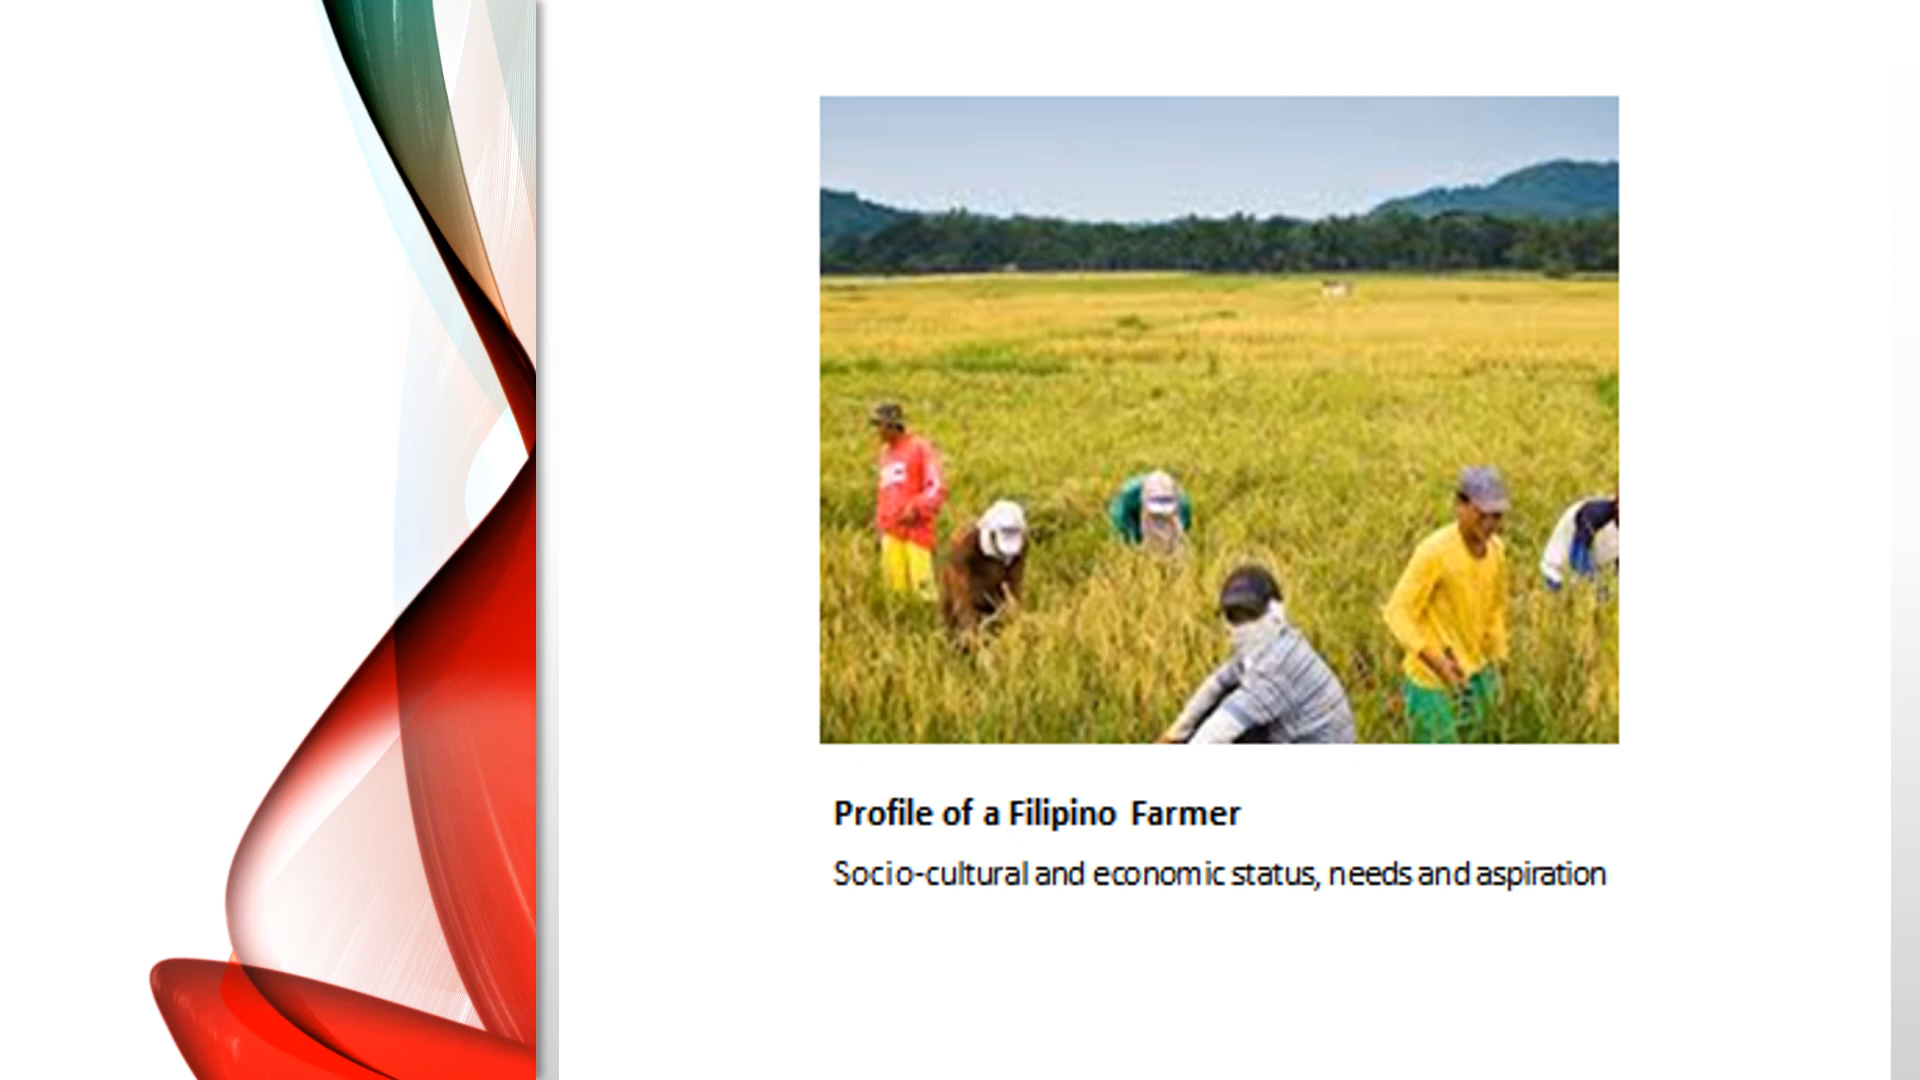 Profile of a Filipino Farmer
Socio-cultural and economic status, needs and aspiration